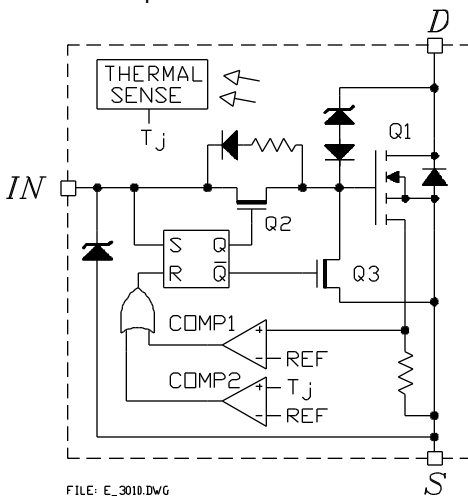 D
THERMAL
SENSE
Tj
Q1
IN
Q2
S Q
R Q̅
Q3
COMP1
+
- REF
COMP2
+ Tj
- REF
S
FILE: E_3010.DWG